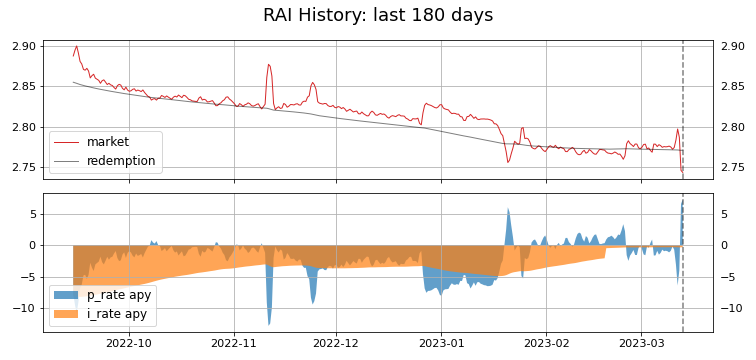 RAI History: last 180 days
2.90 2.90
2.85 2.85
2.80 2.80
2.75 2.75
market
redemption
5 5
0 0
−5 −5
−10 −10
p_rate apy
i_rate apy
2022-10 2022-11 2022-12 2023-01 2023-02 2023-03